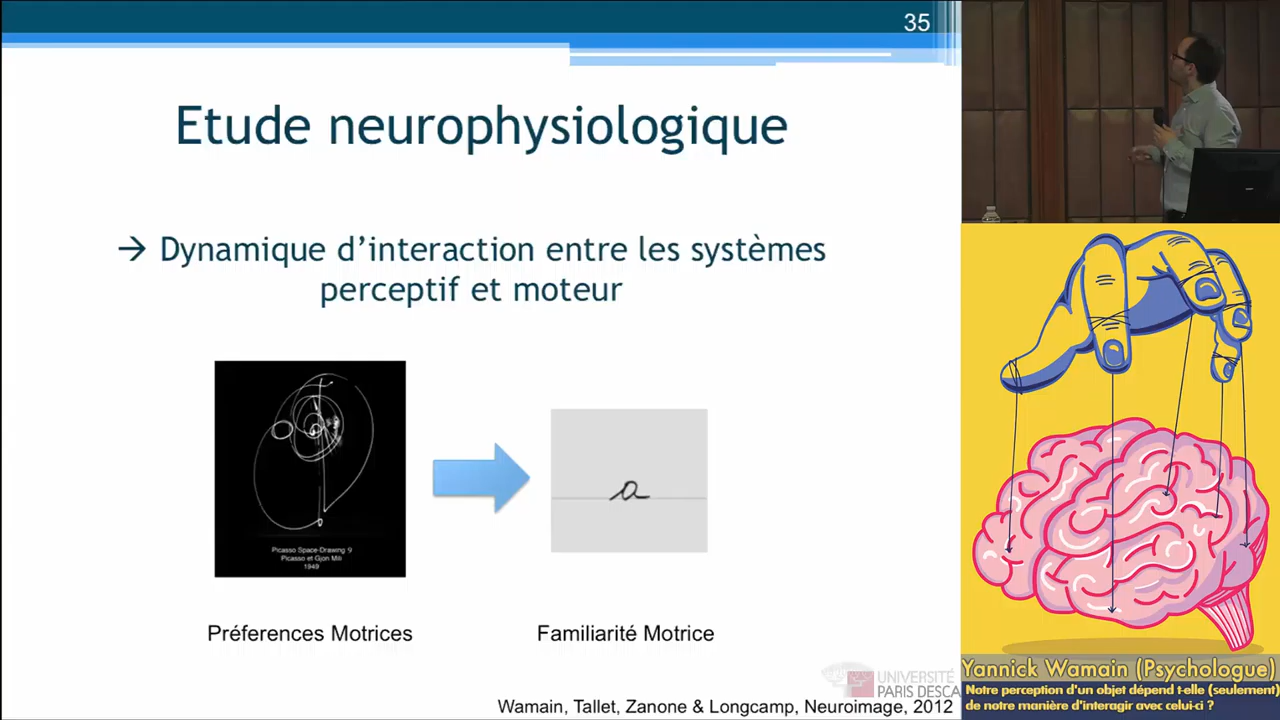 35
Etude neurophysiologique
→ Dynamique d'interaction entre les systèmes
perceptif et moteur
Picasso Space-Drawing 9
Picasso et Gjon Mili
1949
a
Préferences Motrices
Familiarité Motrice
UNIVERSITÉ
PARIS DESCA
Wamain, Tallet, Zanone & Longcamp, Neuroimage, 2012
Yannick Wamain (Psychologue)
Notre perception d'un objet dépend t-elle (seulement)
de notre manière d'interagir avec celui-ci ?